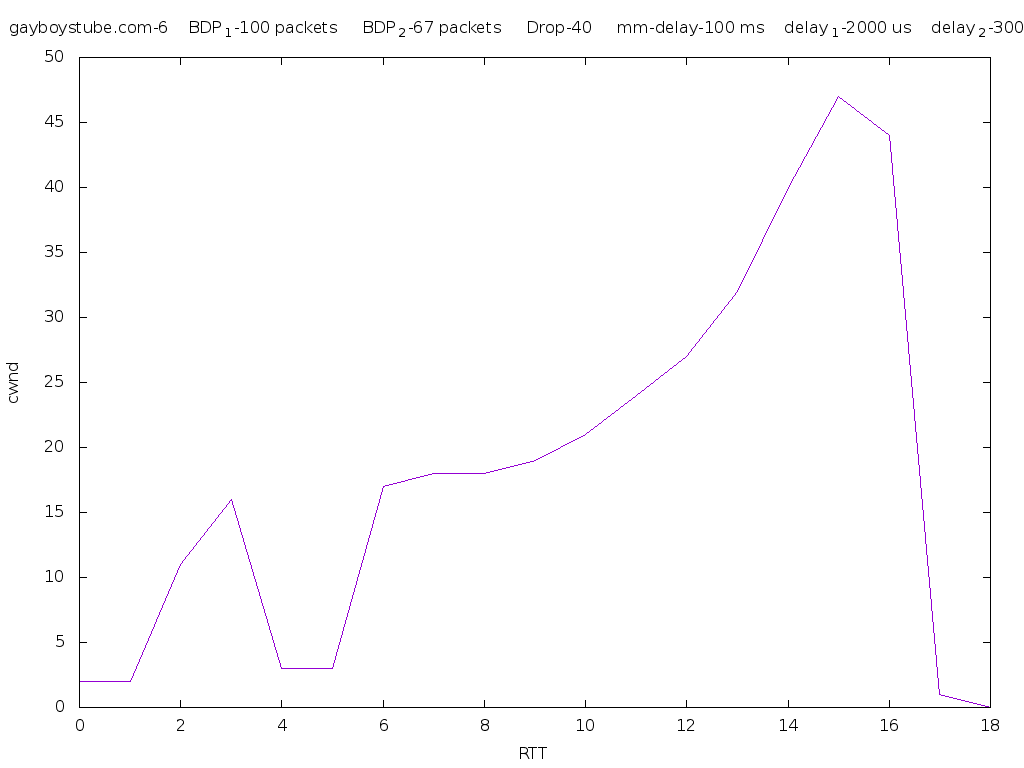 gayboystube.com-6 BDP1-100 packets BDP2-67 packets Drop-40 mm-delay-100 ms delay1-2000 us delay2-300
50
45
40
35
30
25
20
15
10
5
0
cwnd
0 2 4 6 8 10 12 14 16 18
RTT